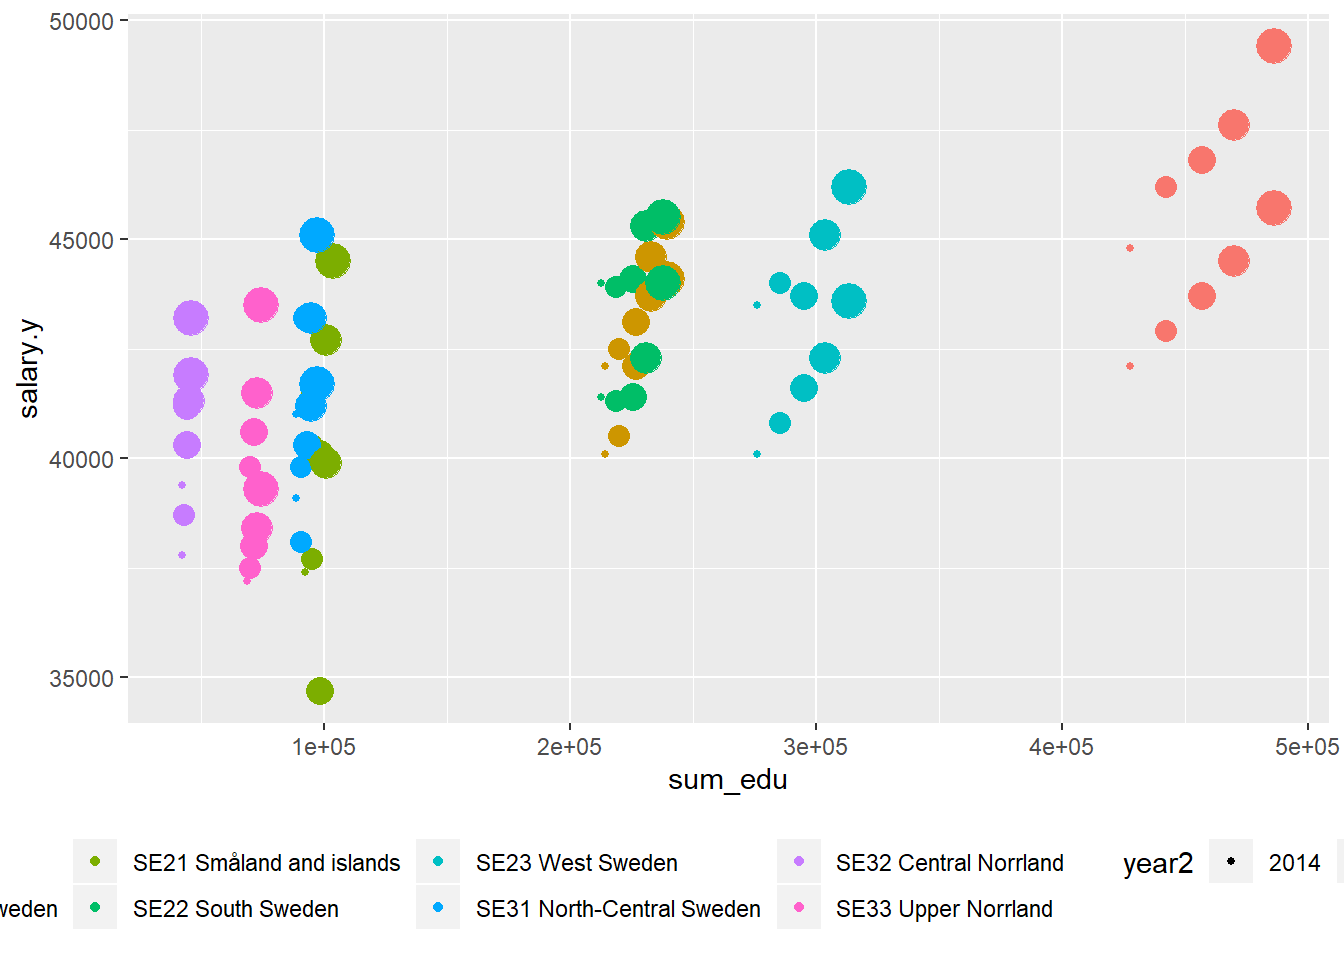 50000
45000
40000
35000
salary.y
1e+05 2e+05 3e+05 4e+05 5e+05
sum_edu
SE21 Småland and islands SE23 West Sweden SE32 Central Norrland year2 2014
weden SE22 South Sweden SE31 North-Central Sweden SE33 Upper Norrland